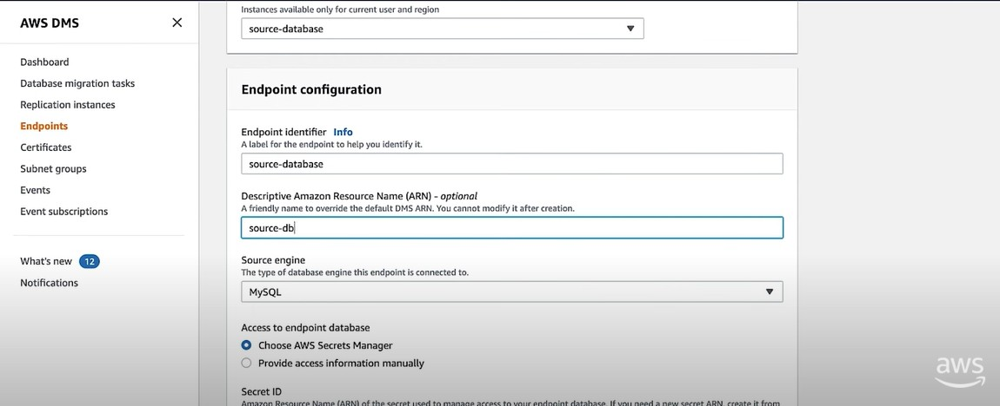 AWS DMS
Dashboard
Database migration tasks
Replication instances
Endpoints
Certificates
Subnet groups
Events
Event subscriptions
What's new 12
Notifications
Instances available only for current user and region
source-database
Endpoint configuration
Endpoint identifier Info
A label for the endpoint to help you identify it.
source-database
Descriptive Amazon Resource Name (ARN) - optional
A friendly name to override the default DMS ARN. You cannot modify it after creation.
source-db
Source engine
The type of database engine this endpoint is connected to.
MySQL
Access to endpoint database
Choose AWS Secrets Manager
Provide access information manually
Secret ID
Amazon Resource Name (ARN) of the secret used to manage access to your endpoint database. If you need a new secret ARN, create it from
aws